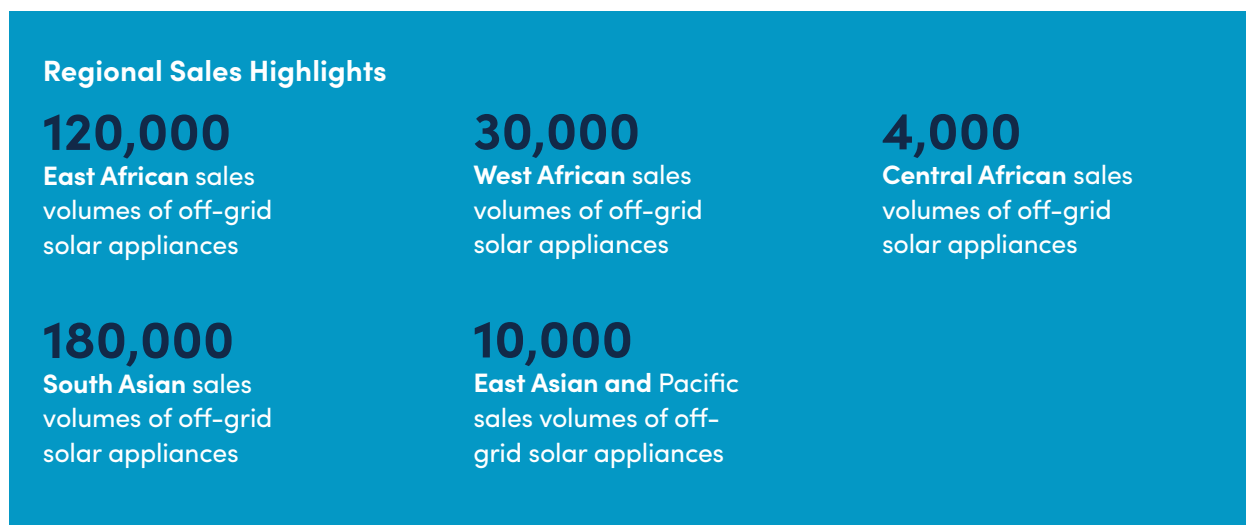 Regional Sales Highlights
120,000
East African sales
volumes of off-grid
solar appliances
30,000
West African sales
volumes of off-grid
solar appliances
4,000
Central African sales
volumes of off-grid
solar appliances
180,000
South Asian sales
volumes of off-grid
solar appliances
10,000
East Asian and Pacific
sales volumes of off-
grid solar appliances